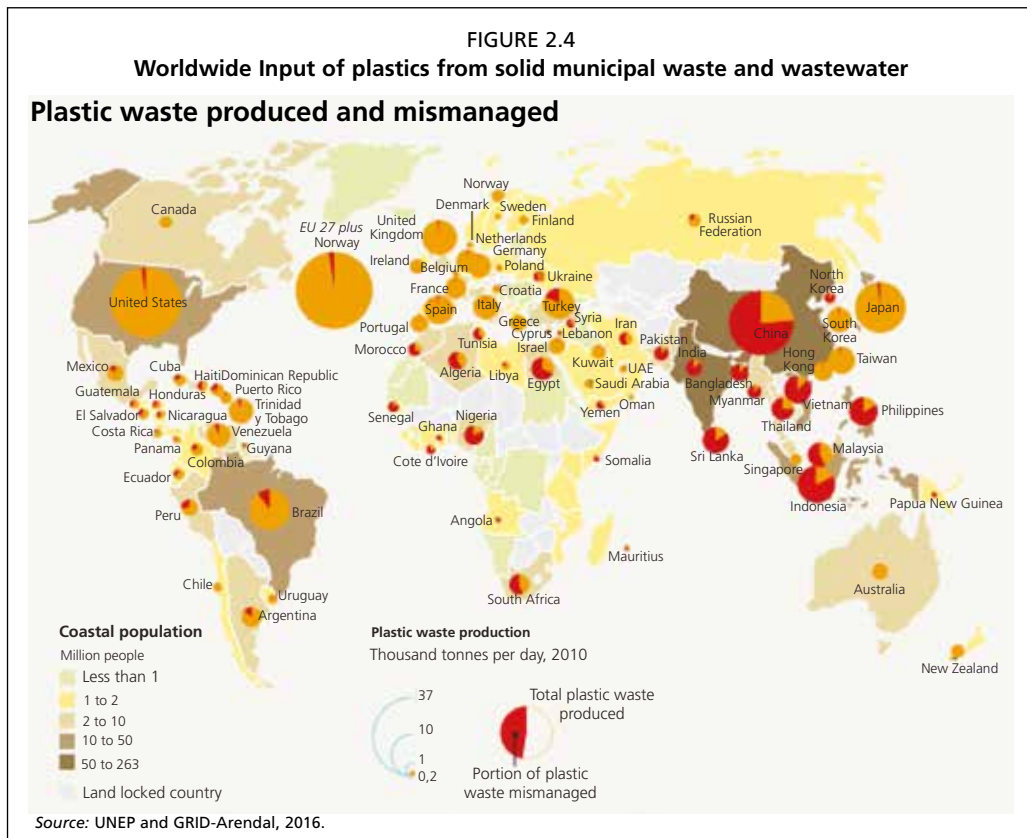 FIGURE 2.4
Worldwide Input of plastics from solid municipal waste and wastewater
Plastic waste produced and mismanaged
Canada
United States
EU 27 plus
Norway
Mexico
Cuba
Haiti
Dominican Republic
Puerto Rico
Guatemala
Honduras
Trinidad
y Tobago
El Salvador
Nicaragua
Costa Rica
Venezuela
Panama
Guyana
Colombia
Ecuador
Peru
Brazil
Chile
Uruguay
Argentina
Norway
Denmark
Sweden
Finland
United
Kingdom
Netherlands
Germany
Ireland
Belgium
Poland
Ukraine
France
Croatia
Spain
Italy
Turkey
Portugal
Greece
Syria
Cyprus
Lebanon
Iran
Morocco
Tunisia
Israel
Pakistan
Algeria
Libya
Egypt
Kuwait
UAE
Saudi Arabia
Oman
Yemen
Senegal
Ghana
Nigeria
Cote d’Ivoire
Somalia
Angola
Mauritius
South Africa
Russian
Federation
North
Korea
Japan
China
South
Korea
India
Hong
Kong
Taiwan
Bangladesh
Myanmar
Vietnam
Philippines
Thailand
Sri Lanka
Malaysia
Singapore
Indonesia
Papua New Guinea
Australia
New Zealand
Coastal population
Million people
Less than 1
1 to 2
2 to 10
10 to 50
50 to 263
Land locked country
Plastic waste production
Thousand tonnes per day, 2010
37
10
1
0,2
Total plastic waste
produced
Portion of plastic
waste mismanaged
Source: UNEP and GRID-Arendal, 2016.